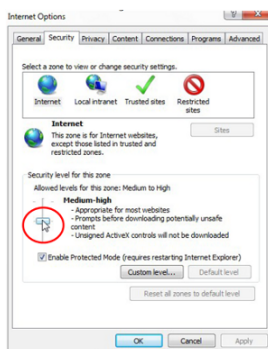 Internet Options
General Security Privacy Content Connections Programs Advanced
Select a zone to view or change security settings.
Internet Local intranet Trusted sites Restricted
sites
Internet
Sites
This zone is for Internet websites,
except those listed in trusted and
restricted zones.
Security level for this zone
Allowed levels for this zone: Medium to High
Medium-high
- Appropriate for most websites
- Prompts before downloading potentially unsafe
content
- Unsigned ActiveX controls will not be downloaded
Enable Protected Mode (requires restarting Internet Explorer)
Custom level... Default level
Reset all zones to default level
OK Cancel Apply